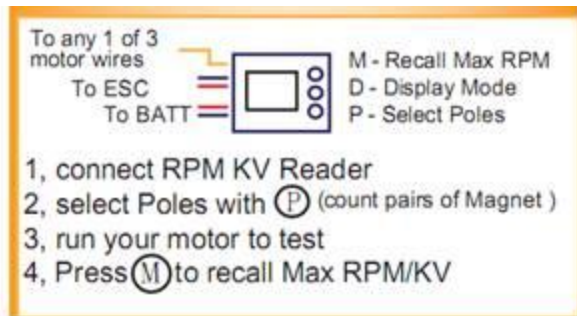 To any 1 of 3
motor wires
To ESC
To BATT
M - Recall Max RPM
D - Display Mode
P - Select Poles
1, connect RPM KV Reader
2, select Poles with Ⓟ (count pairs of Magnet )
3, run your motor to test
4, Press Ⓜ to recall Max RPM/KV